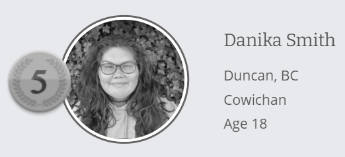 5
Danika Smith
Duncan, BC
Cowichan
Age 18